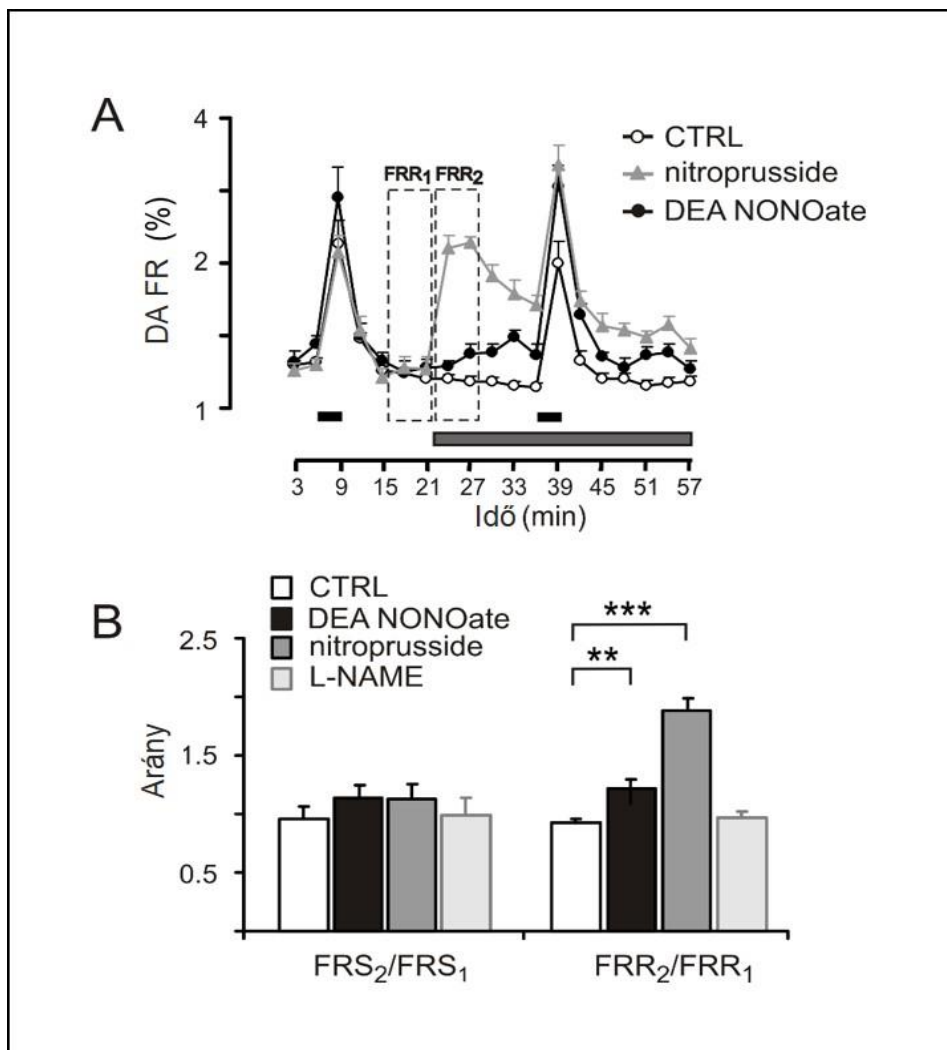 A
4
2
1
DA FR (%)
CTRL
nitroprusside
DEA NONOate
FRR1 FRR2
3 9 15 21 27 33 39 45 51 57
Idő (min)
B
CTRL
DEA NONOate
nitroprusside
L-NAME
***
**
2.5
1.5
0.5
Arány
FRS2/FRS1 FRR2/FRR1